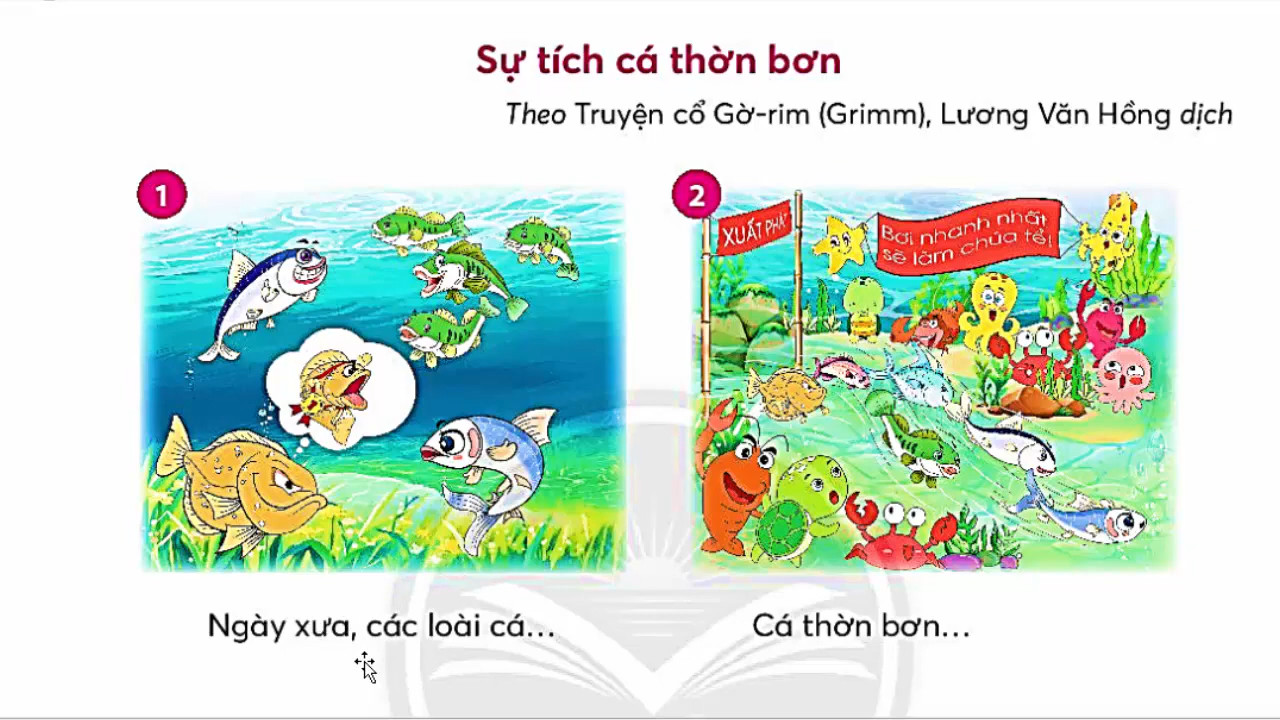 Sự tích cá thờn bơn
Theo Truyện cổ Gờ-rim (Grimm), Lương Văn Hồng dịch
1
2
XUẤT PHÁT
Bơi nhanh nhất
sẽ làm chúa tể!
Ngày xưa, các loài cá...
Cá thờn bơn...